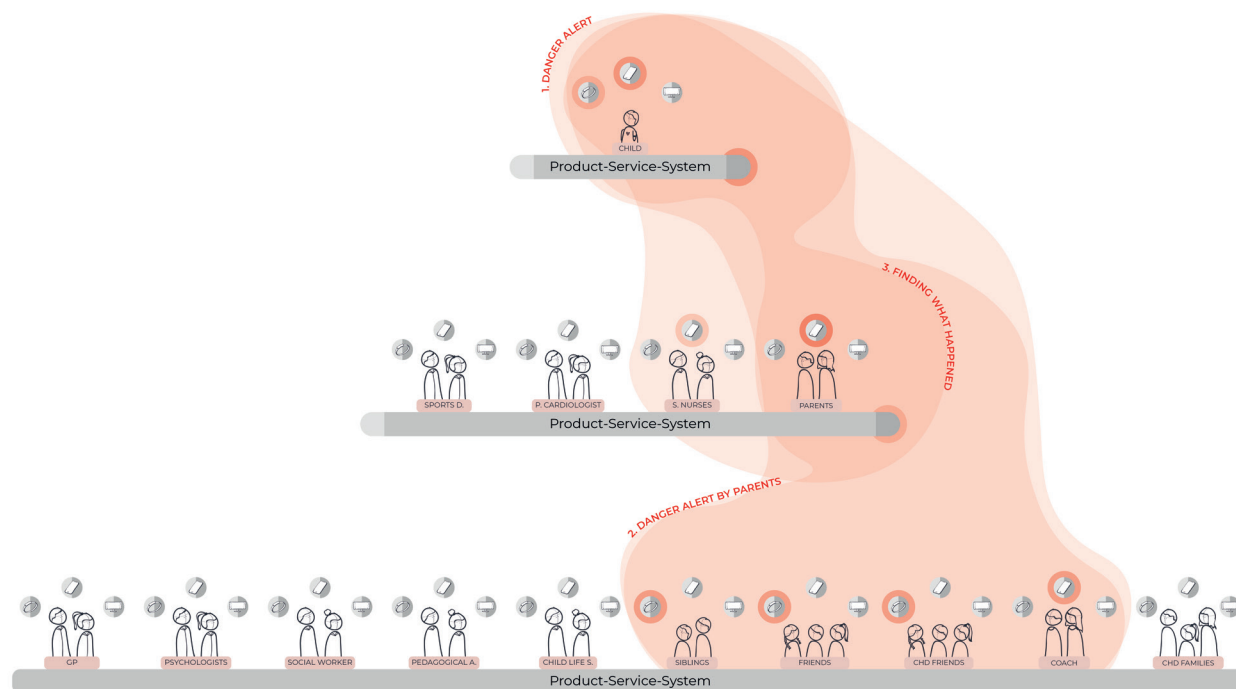 1. DANGER ALERT
CHILD
Product-Service-System
3. FINDING WHAT HAPPENED
SPORTS D.
P. CARDIOLOGIST
S. NURSES
PARENTS
Product-Service-System
2. DANGER ALERT BY PARENTS
GP
PSYCHOLOGISTS
SOCIAL WORKER
PEDAGOGICAL A.
CHILD LIFE S.
SIBLINGS
FRIENDS
CHD FRIENDS
COACH
CHD FAMILIES
Product-Service-System